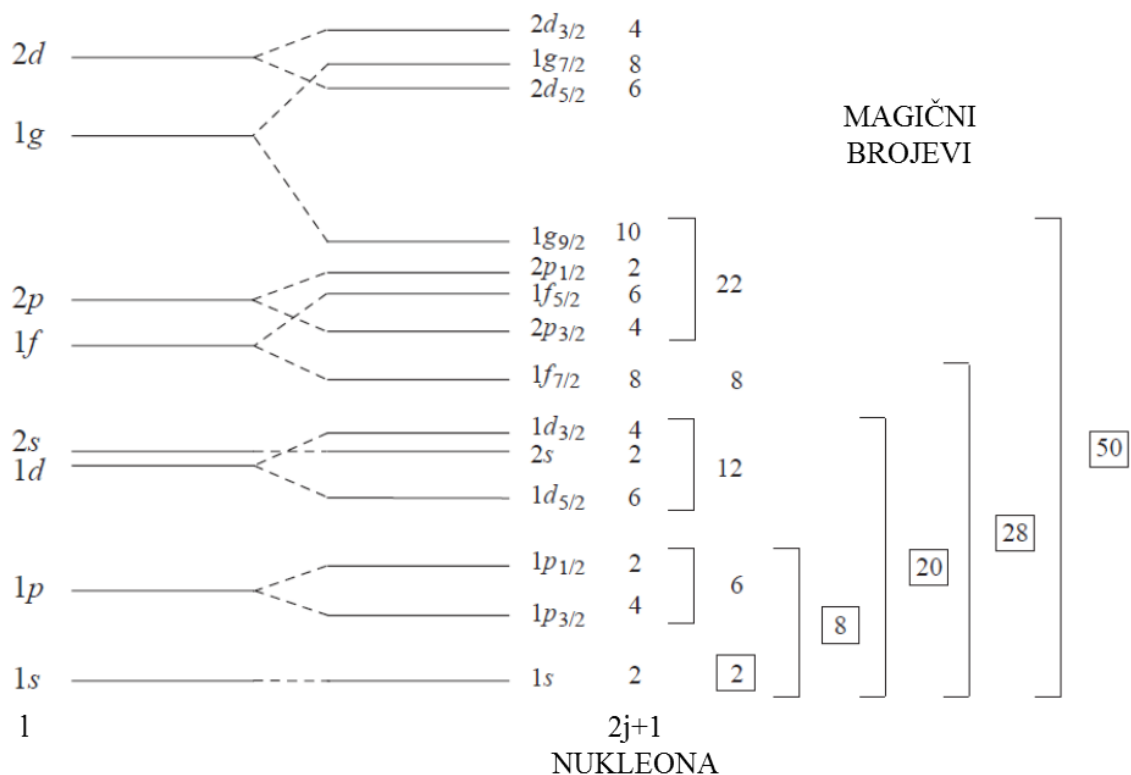 2d
1g
2p
1f
2s
1d
1p
1s
l
2d3/2 4
1g7/2 8
2d5/2 6
1g9/2 10
2p1/2 2
1f5/2 6
2p3/2 4
1f7/2 8
1d3/2 4
2s 2
1d5/2 6
1p1/2 2
1p3/2 4
1s 2
2j+1
NUKLEONA
22
8
12
6
2
MAGIČNI
BROJEVI
8
20
28
50